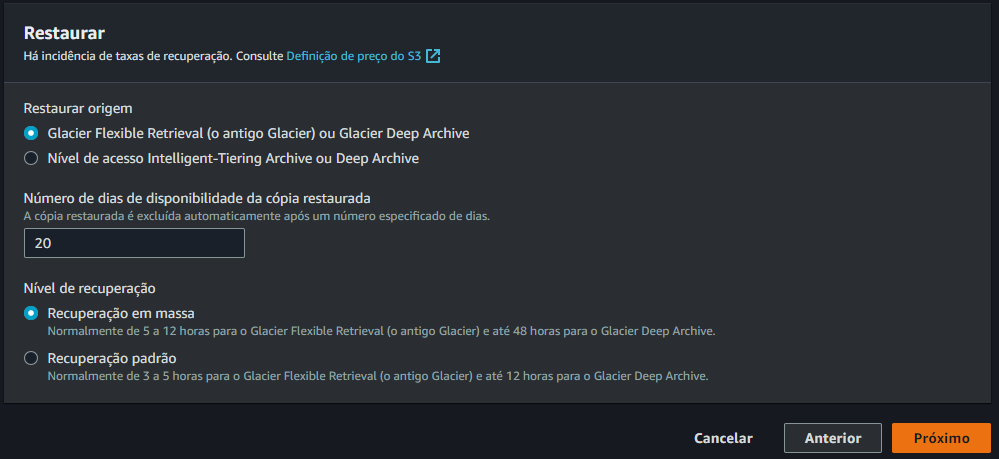 Restaurar
Há incidência de taxas de recuperação. Consulte Definição de preço do S3
Restaurar origem
Glacier Flexible Retrieval (o antigo Glacier) ou Glacier Deep Archive
Nível de acesso Intelligent-Tiering Archive ou Deep Archive
Número de dias de disponibilidade da cópia restaurada
A cópia restaurada é excluída automaticamente após um número especificado de dias.
20
Nível de recuperação
Recuperação em massa
Normalmente de 5 a 12 horas para o Glacier Flexible Retrieval (o antigo Glacier) e até 48 horas para o Glacier Deep Archive.
Recuperação padrão
Normalmente de 3 a 5 horas para o Glacier Flexible Retrieval (o antigo Glacier) e até 12 horas para o Glacier Deep Archive.
Cancelar Anterior Próximo